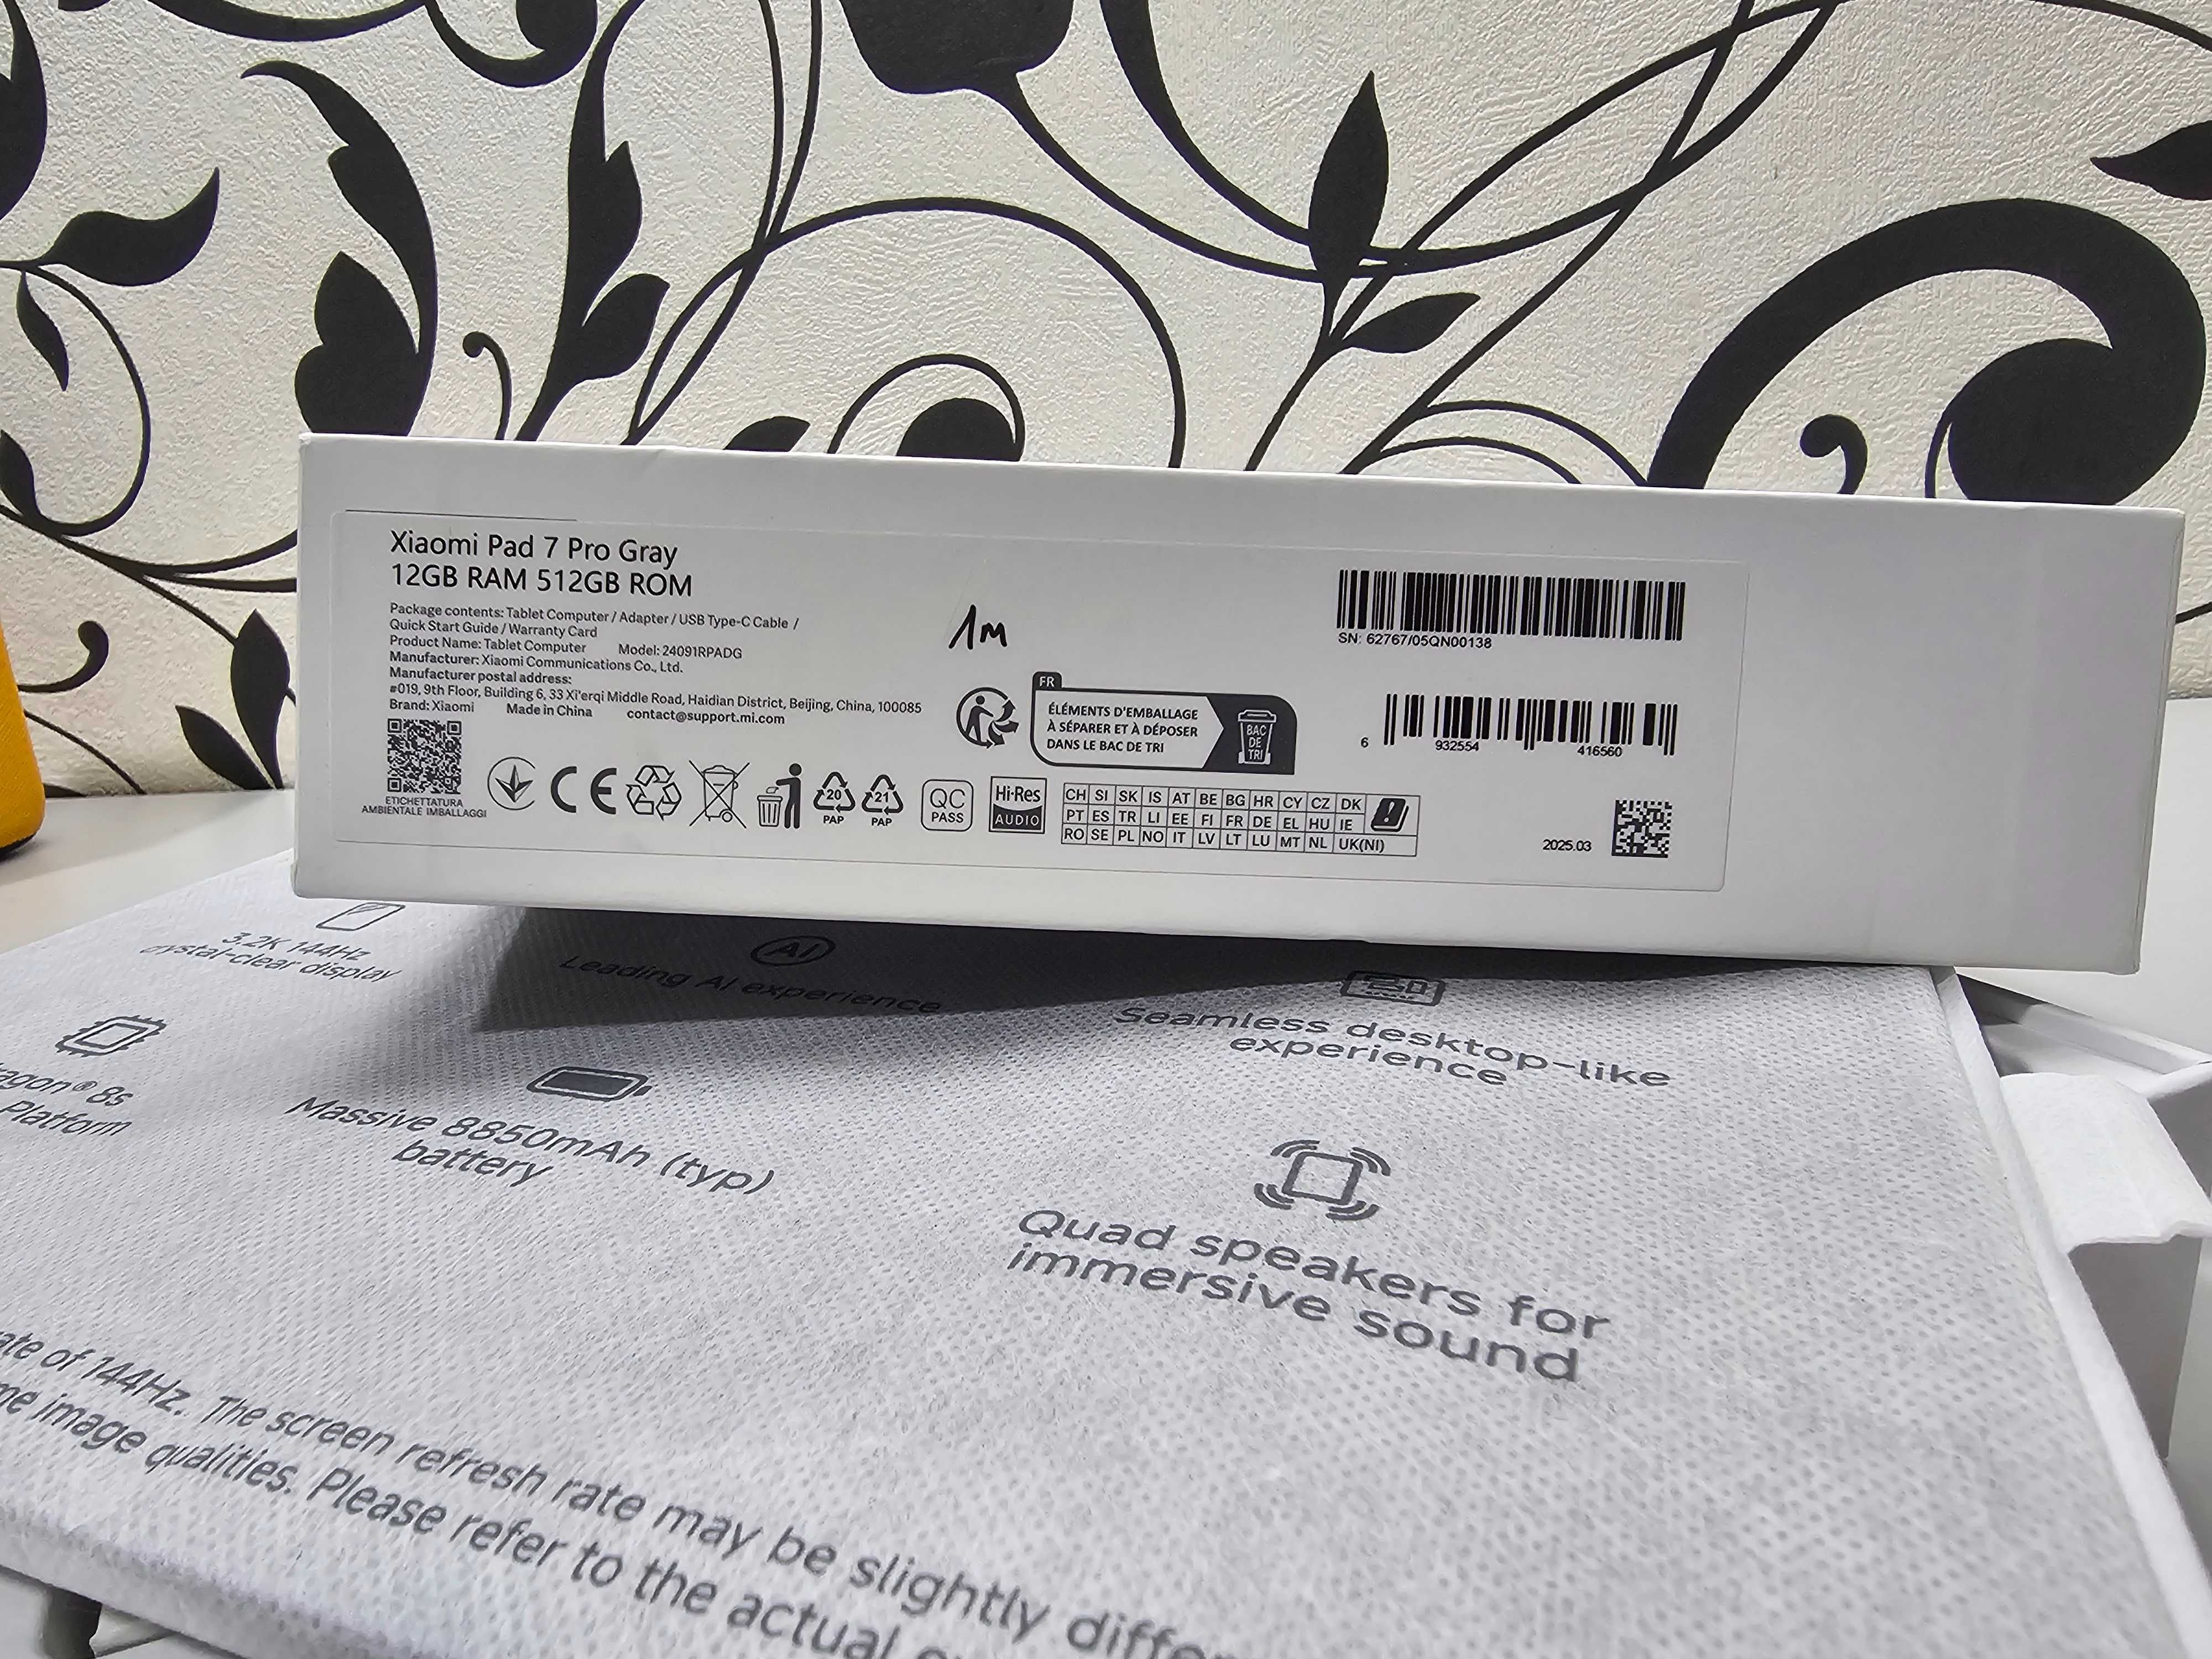 Xiaomi Pad 7 Pro Gray
12GB RAM 512GB ROM
Package contents: Tablet Computer / Adapter / USB Type-C Cable /
Quick Start Guide / Warranty Card
Product Name: Tablet Computer Model: 24091RPADG
Manufacturer: Xiaomi Communications Co., Ltd.
Manufacturer postal address:
#019, 9th Floor, Building 6, 33 Xi'erqi Middle Road, Haidian District, Beijing, China, 100085
Brand: Xiaomi Made in China contact@support.mi.com
ETICHETTATURA
AMBIENTALE IMBALLAGGI
CE
20
PAP
21
PAP
QC
PASS
Hi-Res
AUDIO
1M
FR
ÉLÉMENTS D'EMBALLAGE
À SÉPARER ET À DÉPOSER
DANS LE BAC DE TRI
BAC
DE
TRI
CH SI SK IS AT BE BG HR CY CZ DK
PT ES TR LI EE FI FR DE EL HU IE
RO SE PL NO IT LV LT LU MT NL UK(NI)
SN: 62767/05QN00138
6 932554 416560
2025.03
3.2K 144Hz
crystal-clear display
AI
Leading AI experience
Seamless desktop-like
experience
8s
Platform
Massive 8850mAh (typ)
battery
Quad speakers for
immersive sound
of 144Hz. The screen refresh rate may be slightly
image qualities. Please refer to the actual